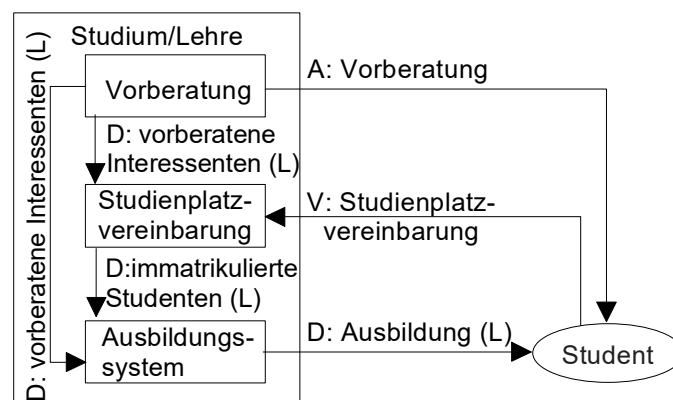 Studium/Lehre
Vorberatung
A: Vorberatung
D: vorberatene Interessenten (L)
D: vorberatene
Interessenten (L)
Studienplatz-
vereinbarung
V: Studienplatz-
vereinbarung
D:immatrikulierte
Studenten (L)
Ausbildungs-
system
D: Ausbildung (L)
Student